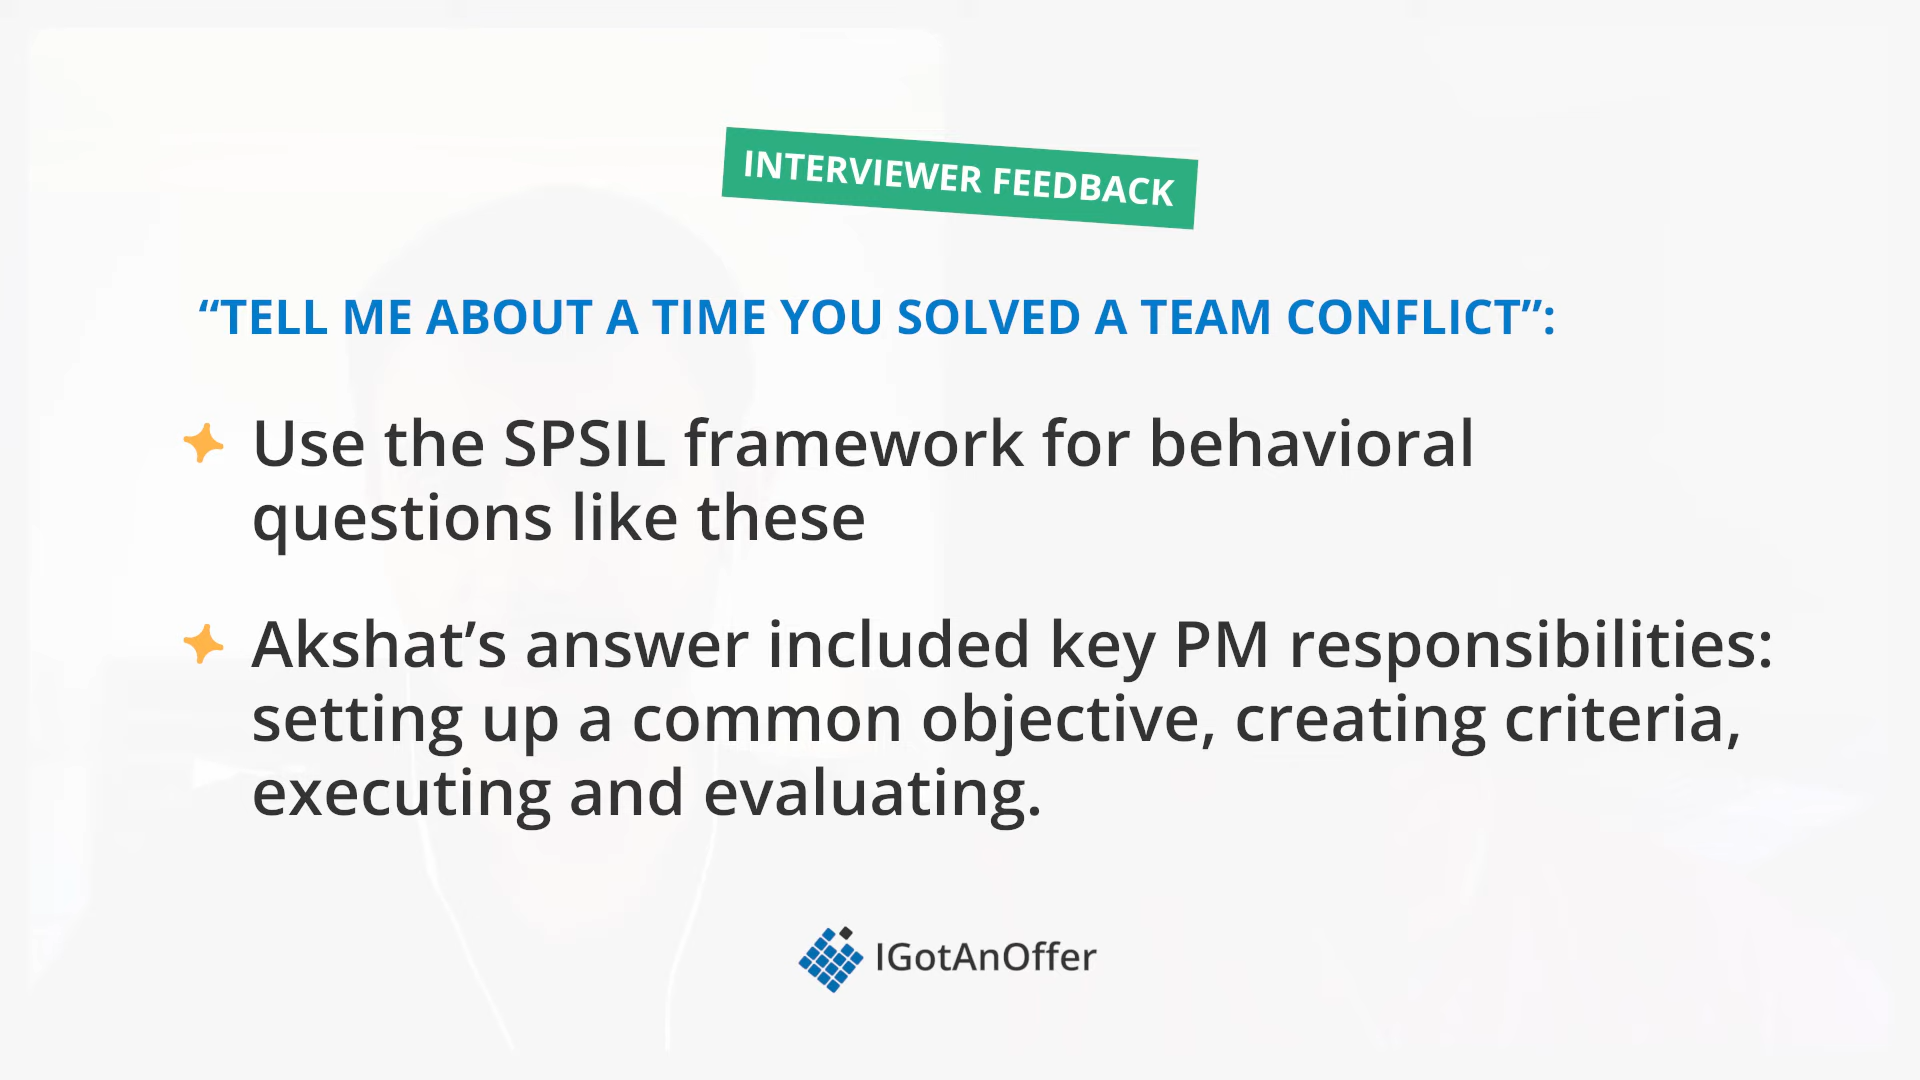 INTERVIEWER FEEDBACK
“TELL ME ABOUT A TIME YOU SOLVED A TEAM CONFLICT”:
Use the SPSIL framework for behavioral
questions like these
Akshat’s answer included key PM responsibilities:
setting up a common objective, creating criteria,
executing and evaluating.
IGotAnOffer